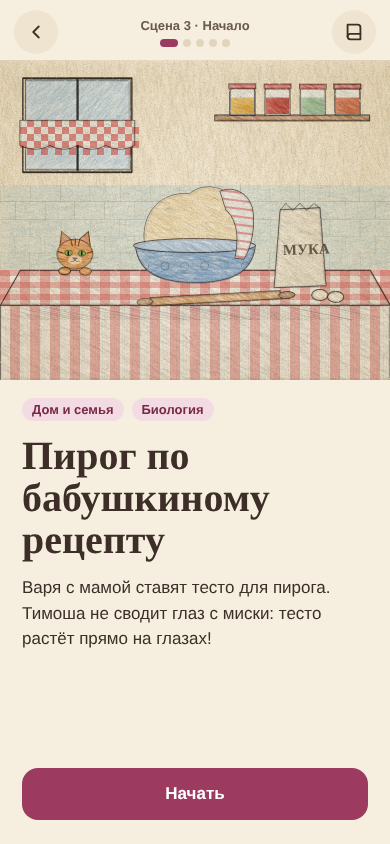 Сцена 3 · Начало
МУКА
Дом и семья
Биология
Пирог по
бабушкиному
рецепту
Варя с мамой ставят тесто для пирога.
Тимоша не сводит глаз с миски: тесто
растёт прямо на глазах!
Начать